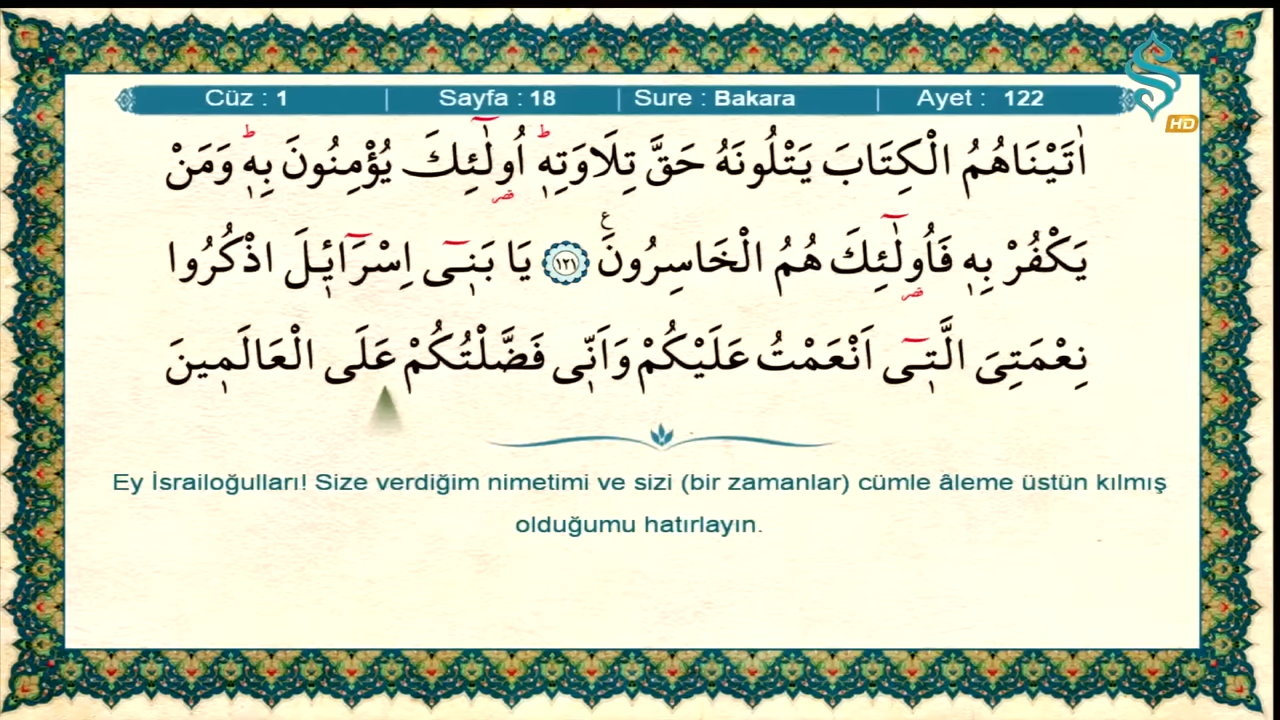 Cüz : 1 | Sayfa : 18 | Sure : Bakara | Ayet : 122
HD
اٰتَيْنَاهُمُ الْكِتَابَ يَتْلُونَهُ حَقَّ تِلَاوَتِهٖؕ اُو۬لٰٓئِكَ يُؤْمِنُونَ بِهٖؕ وَمَنْ
يَكْفُرْ بِهٖ فَاُو۬لٰٓئِكَ هُمُ الْخَاسِرُونَ۟ ﴿١٢١﴾ يَا بَنٖٓى اِسْرَٓائٖلَ اذْكُرُوا
نِعْمَتِىَ الَّتٖٓى اَنْعَمْتُ عَلَيْكُمْ وَاَنّٖى فَضَّلْتُكُمْ عَلَى الْعَالَمٖينَ
Ey İsrailoğulları! Size verdiğim nimetimi ve sizi (bir zamanlar) cümle âleme üstün kılmış
olduğumu hatırlayın.